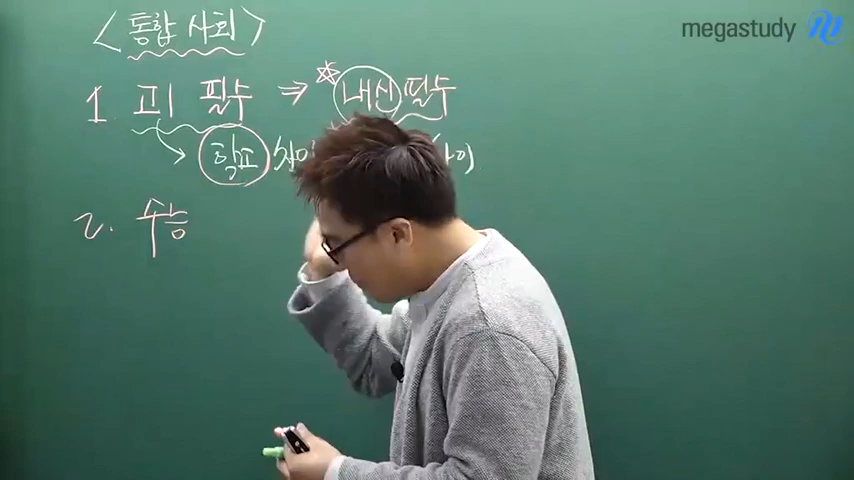 megastudy
<통합 사회>
1 고1 필수 ⇒ ☆내신 필수
학교
2. 수능